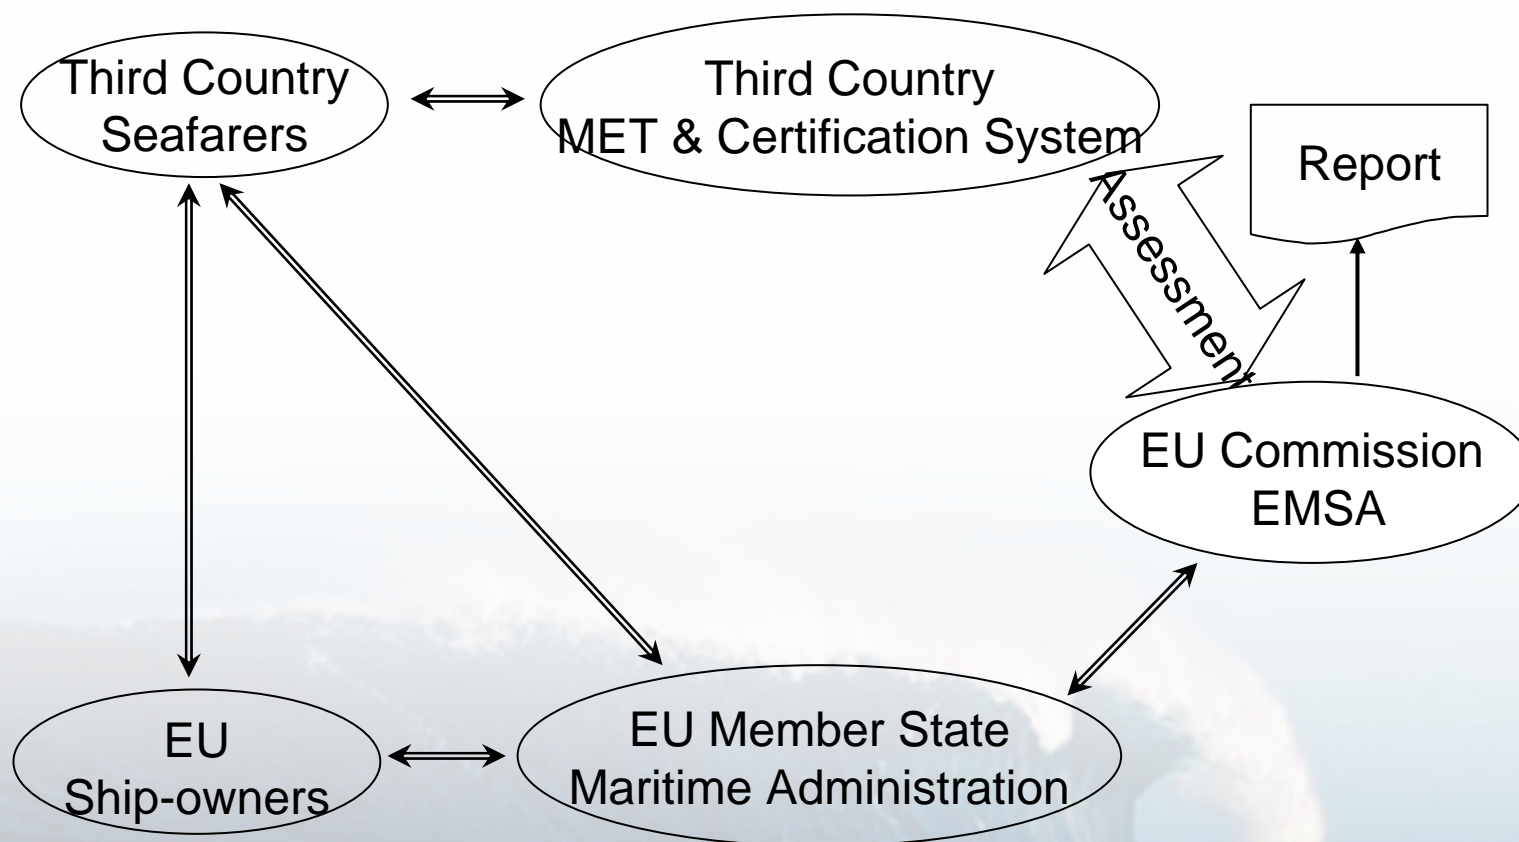 Third Country
Seafarers
Third Country
MET & Certification System
Report
Assessment
EU Commission
EMSA
EU
Ship-owners
EU Member State
Maritime Administration